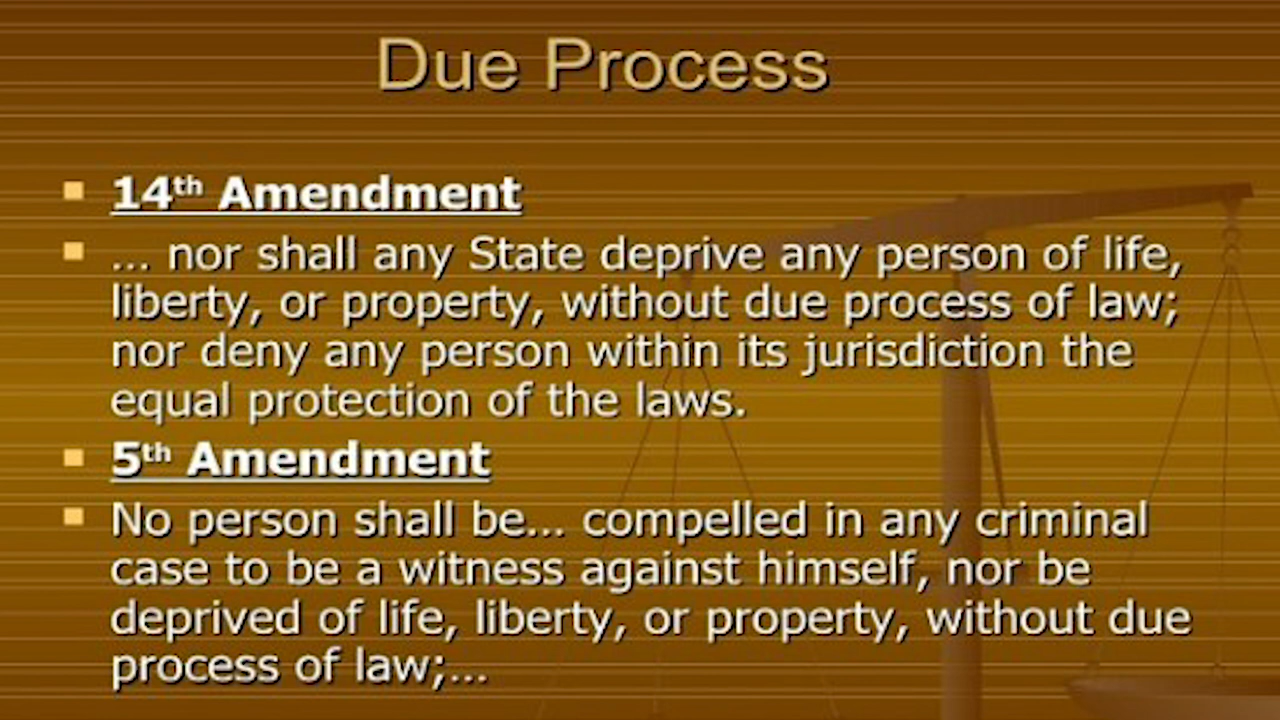 Due Process
14th Amendment
... nor shall any State deprive any person of life,
liberty, or property, without due process of law;
nor deny any person within its jurisdiction the
equal protection of the laws.
5th Amendment
No person shall be... compelled in any criminal
case to be a witness against himself, nor be
deprived of life, liberty, or property, without due
process of law;...